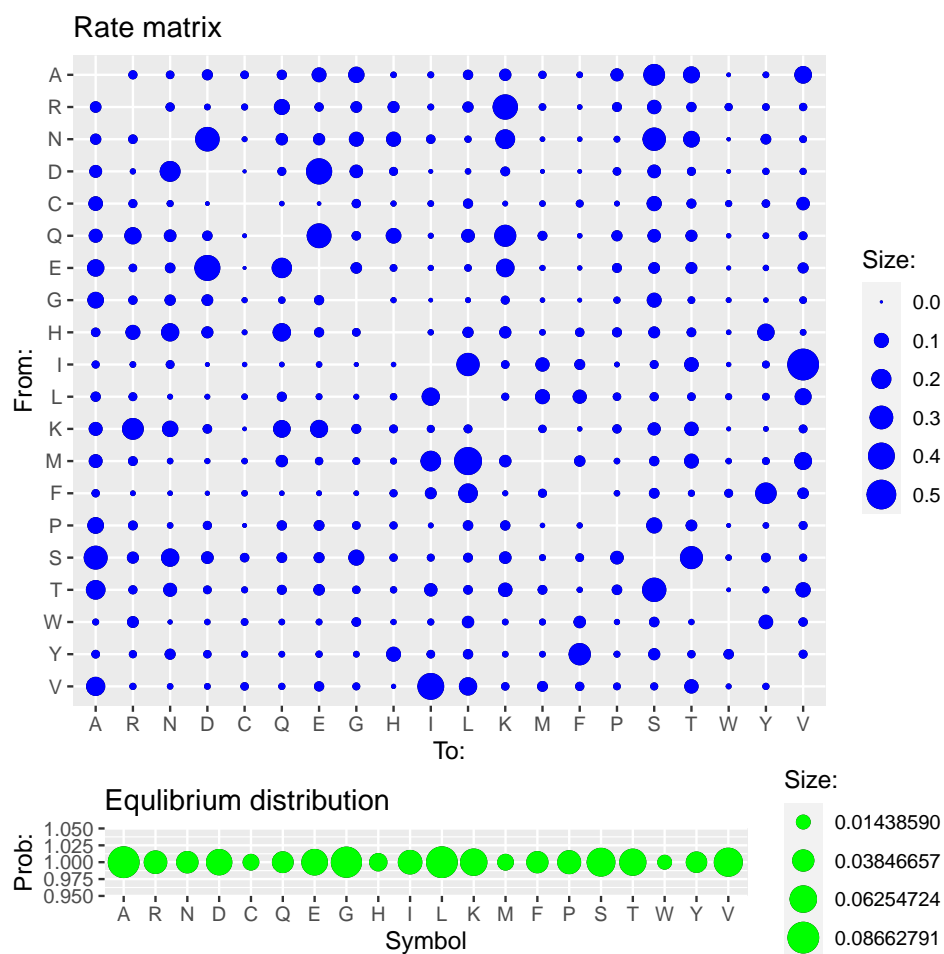 Rate matrix
From:
A
R
N
D
C
Q
E
G
H
I
L
K
M
F
P
S
T
W
Y
V
A R N D C Q E G H I L K M F P S T W Y V
To:
Size:
0.0
0.1
0.2
0.3
0.4
0.5
Equlibrium distribution
Prob:
1.050
1.025
1.000
0.975
0.950
A R N D C Q E G H I L K M F P S T W Y V
Symbol
Size:
0.01438590
0.03846657
0.06254724
0.08662791